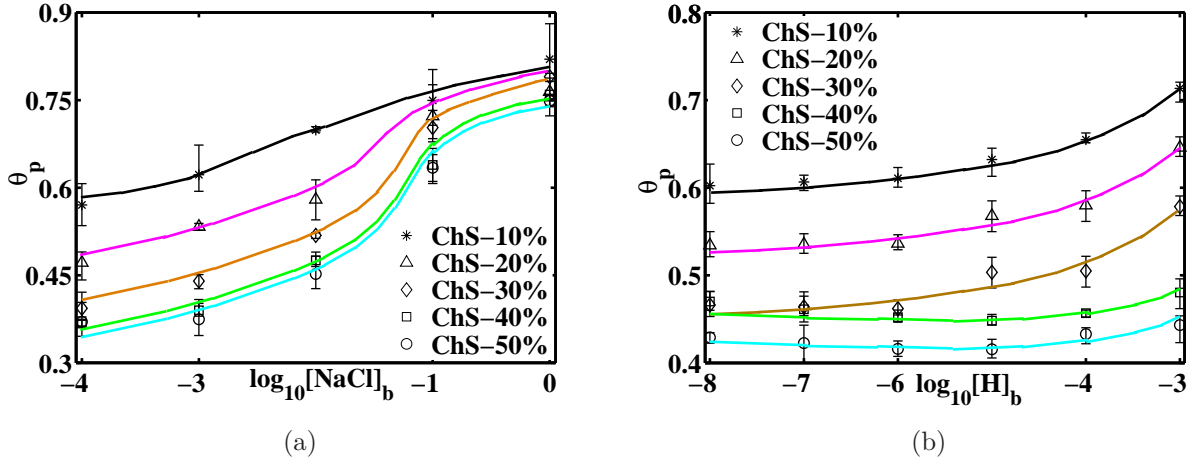 0.9
0.75
0.6
0.45
0.3
θp
ChS−10%
ChS−20%
ChS−30%
ChS−40%
ChS−50%
−4 −3 −1 0
log10[NaCl]b
(a)
0.8
0.7
0.6
0.5
0.4
θp
ChS−10%
ChS−20%
ChS−30%
ChS−40%
ChS−50%
−8 −7 −6 −4 −3
log10[H]b
(b)